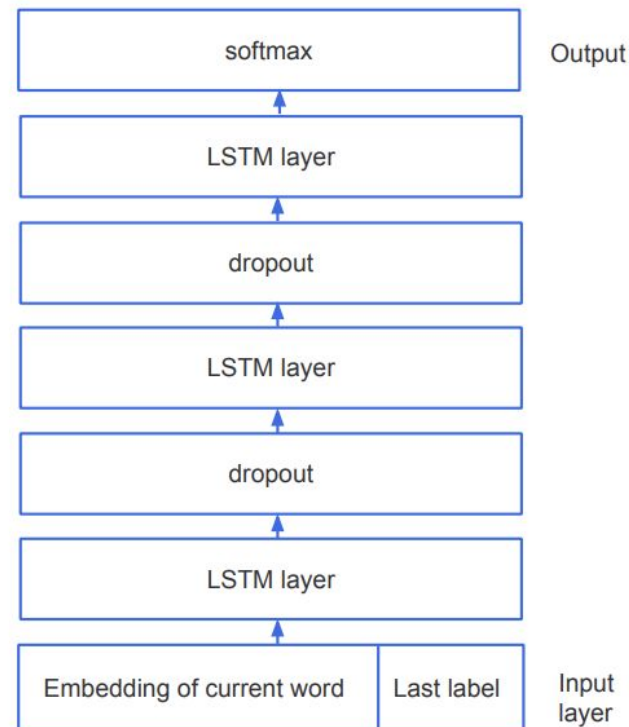 softmax
Output
LSTM layer
dropout
LSTM layer
dropout
LSTM layer
Embedding of current word
Last label
Input
layer